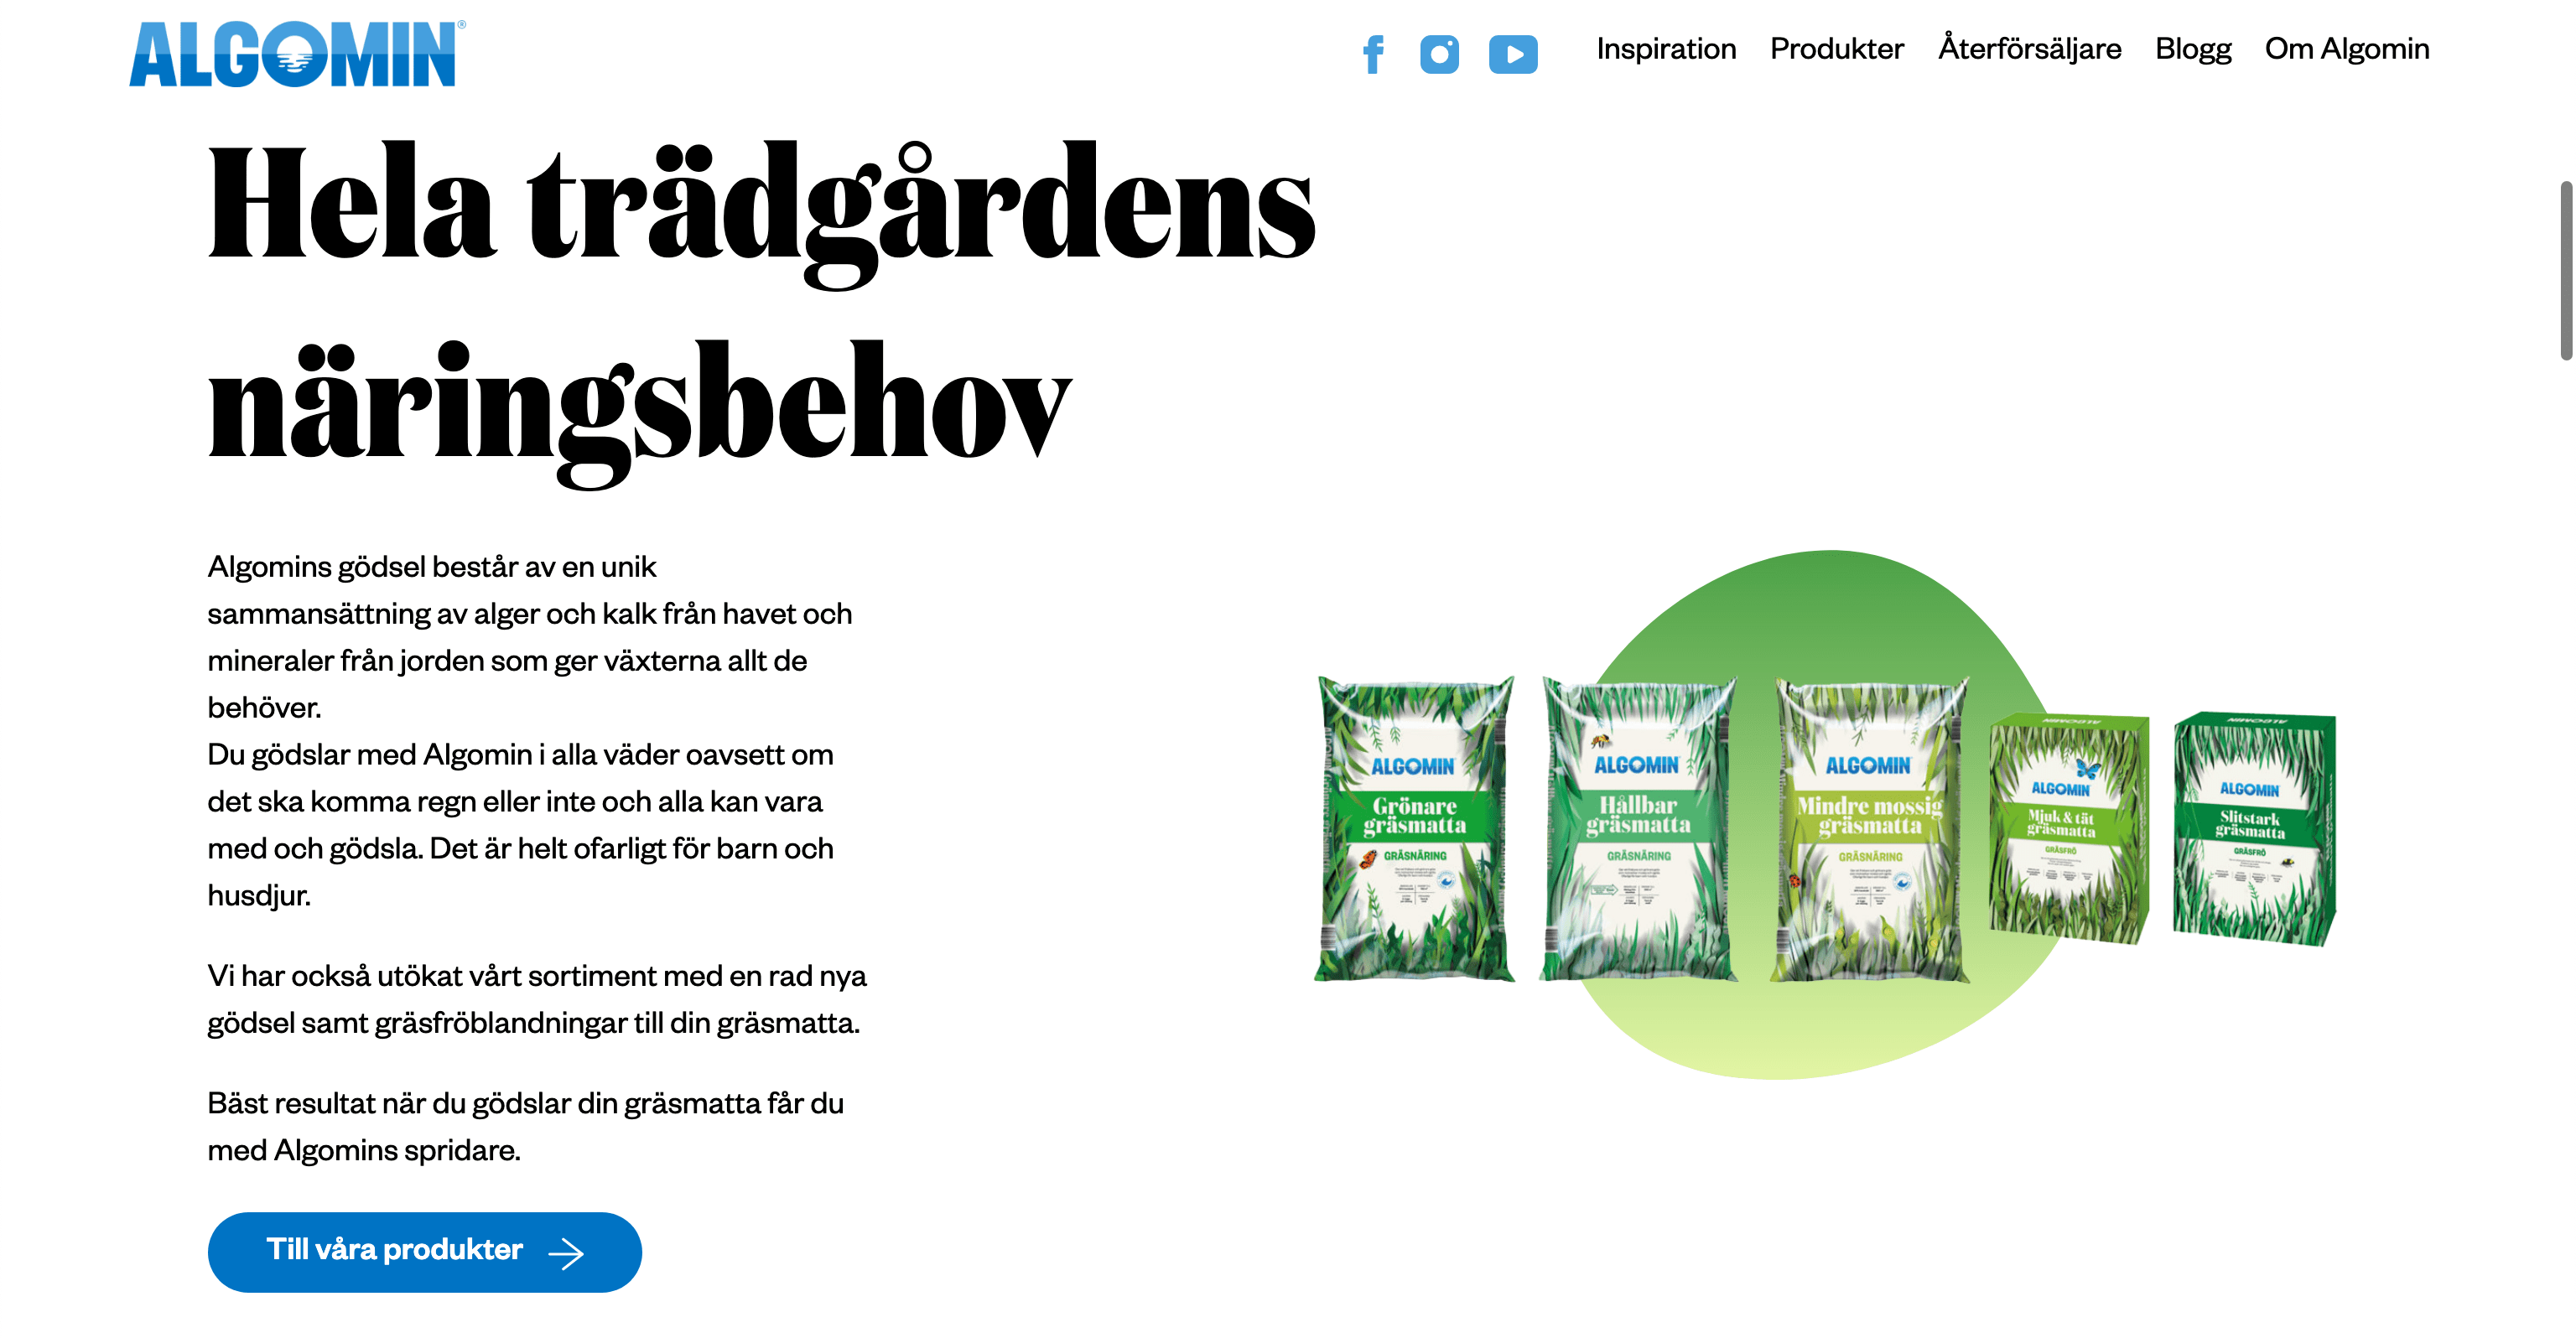 ALGOMIN®
Inspiration Produkter Återförsäljare Blogg Om Algomin
Hela trädgårdens
näringsbehov
Algomins gödsel består av en unik
sammansättning av alger och kalk från havet och
mineraler från jorden som ger växterna allt de
behöver.
Du gödslar med Algomin i alla väder oavsett om
det ska komma regn eller inte och alla kan vara
med och gödsla. Det är helt ofarligt för barn och
husdjur.
Vi har också utökat vårt sortiment med en rad nya
gödsel samt gräsfröblandningar till din gräsmatta.
Bäst resultat när du gödslar din gräsmatta får du
med Algomins spridare.
Till våra produkter
ALGOMIN
Grönare
gräsmatta
GRÄSNÄRING
ALGOMIN
Hållbar
gräsmatta
GRÄSNÄRING
ALGOMIN
Mindre mossig
gräsmatta
GRÄSNÄRING
ALGOMIN
ALGOMIN
Mjuk & tät
gräsmatta
GRÄSFRÖ
ALGOMIN
ALGOMIN
Slitstark
gräsmatta
GRÄSFRÖ